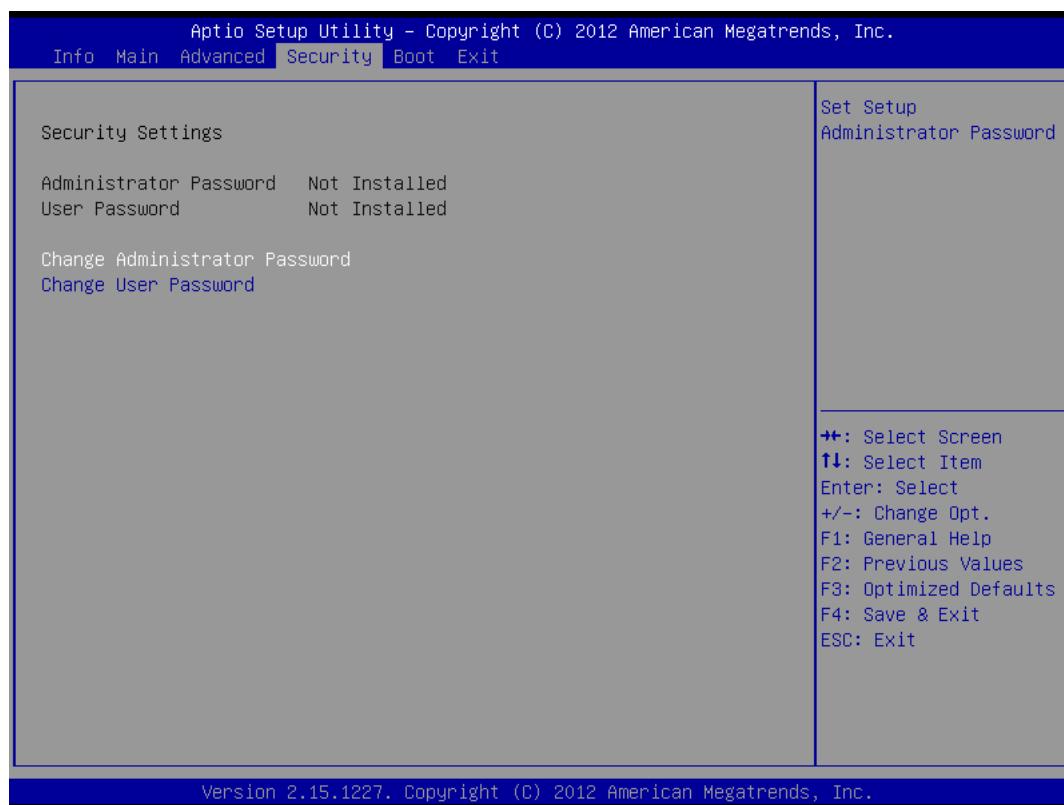 Aptio Setup Utility – Copyright (C) 2012 American Megatrends, Inc.
Info Main Advanced Security Boot Exit
Security Settings
Administrator Password Not Installed
User Password Not Installed
Change Administrator Password
Change User Password
Set Setup
Administrator Password
→←: Select Screen
↑↓: Select Item
Enter: Select
+/-: Change Opt.
F1: General Help
F2: Previous Values
F3: Optimized Defaults
F4: Save & Exit
ESC: Exit
Version 2.15.1227. Copyright (C) 2012 American Megatrends, Inc.